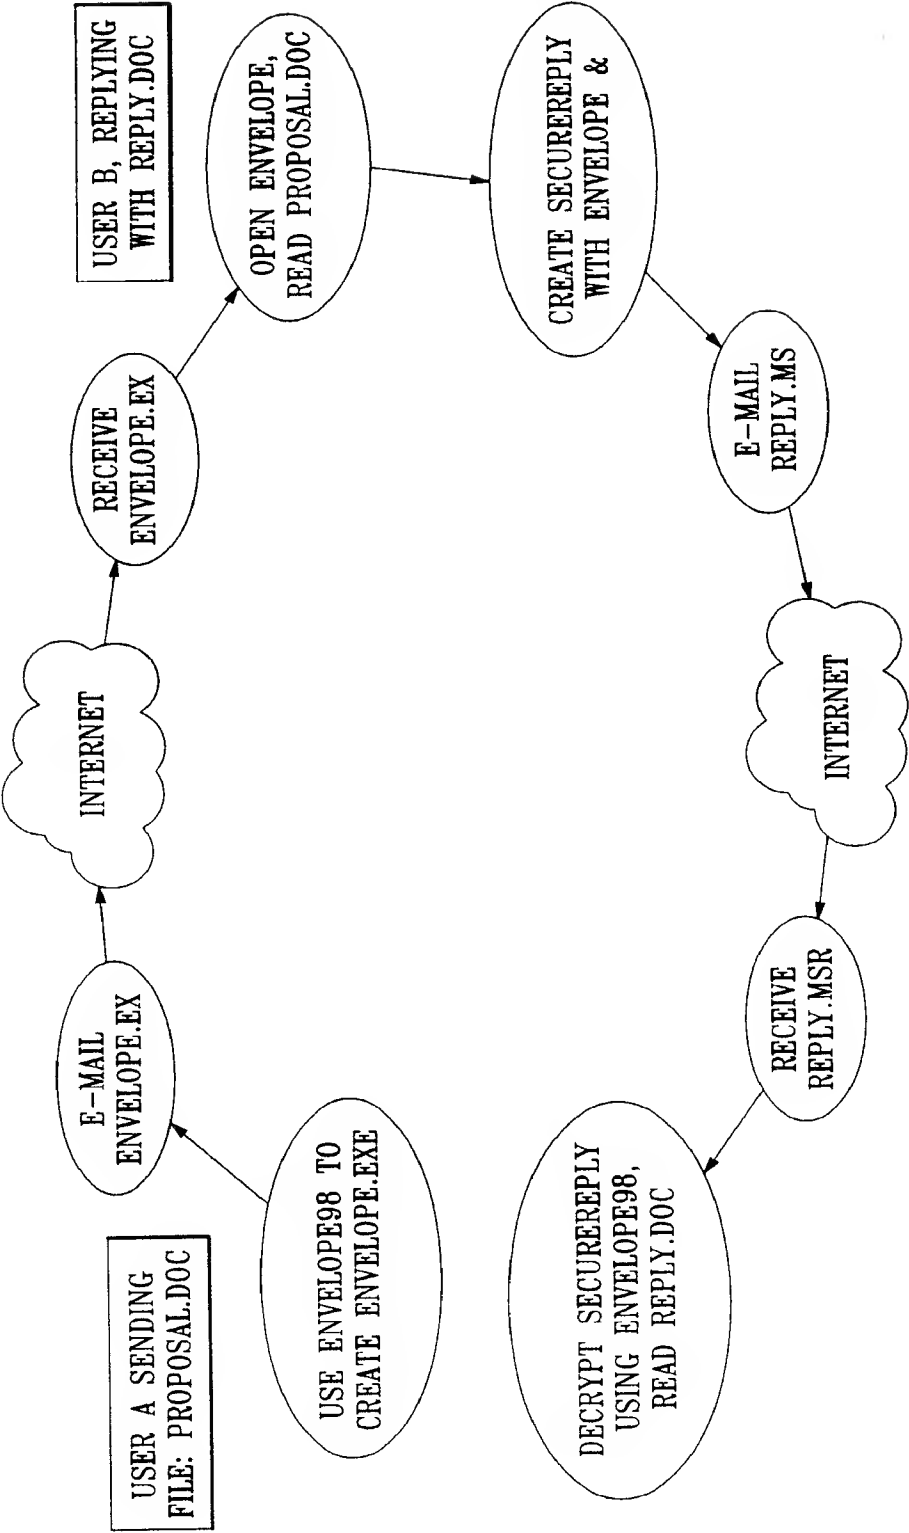 USER A SENDING
FILE: PROPOSAL.DOC
USE ENVELOPE98 TO
CREATE ENVELOPE.EXE
E-MAIL
ENVELOPE.EX
INTERNET
RECEIVE
ENVELOPE.EX
USER B, REPLYING
WITH REPLY.DOC
OPEN ENVELOPE,
READ PROPOSAL.DOC
CREATE SECUREREPLY
WITH ENVELOPE &
E-MAIL
REPLY.MS
INTERNET
RECEIVE
REPLY.MSR
DECRYPT SECUREREPLY
USING ENVELOPE98,
READ REPLY.DOC